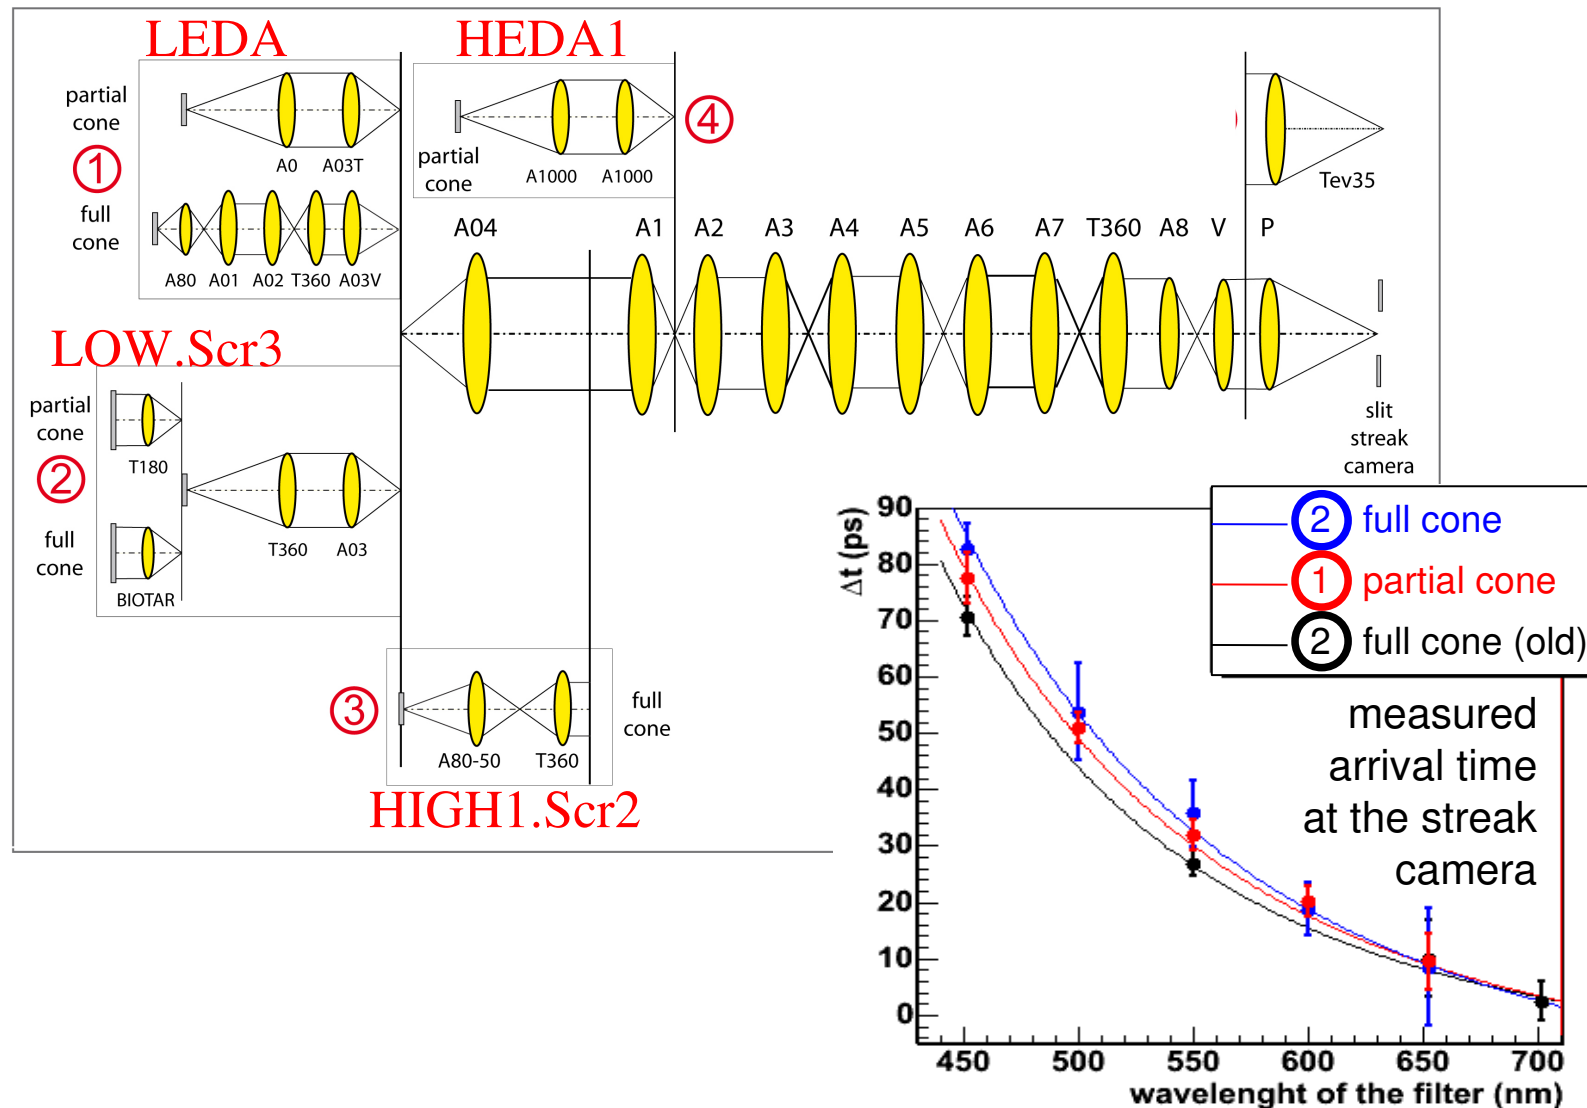 LEDA
HEDA1
partial
cone
1
full
cone
A0 A03T
A80 A01 A02 T360 A03V
partial
cone
A1000 A1000
4
Tev35
A04 A1 A2 A3 A4 A5 A6 A7 T360 A8 V P
slit
streak
camera
LOW.Scr3
partial
cone
2
full
cone
T180
BIOTAR
T360 A03
3
A80-50 T360
full
cone
HIGH1.Scr2
2 full cone
1 partial cone
2 full cone (old)
measured
arrival time
at the streak
camera
Δt (ps)
90
80
70
60
50
40
30
20
10
0
450 500 550 600 650 700
wavelenght of the filter (nm)